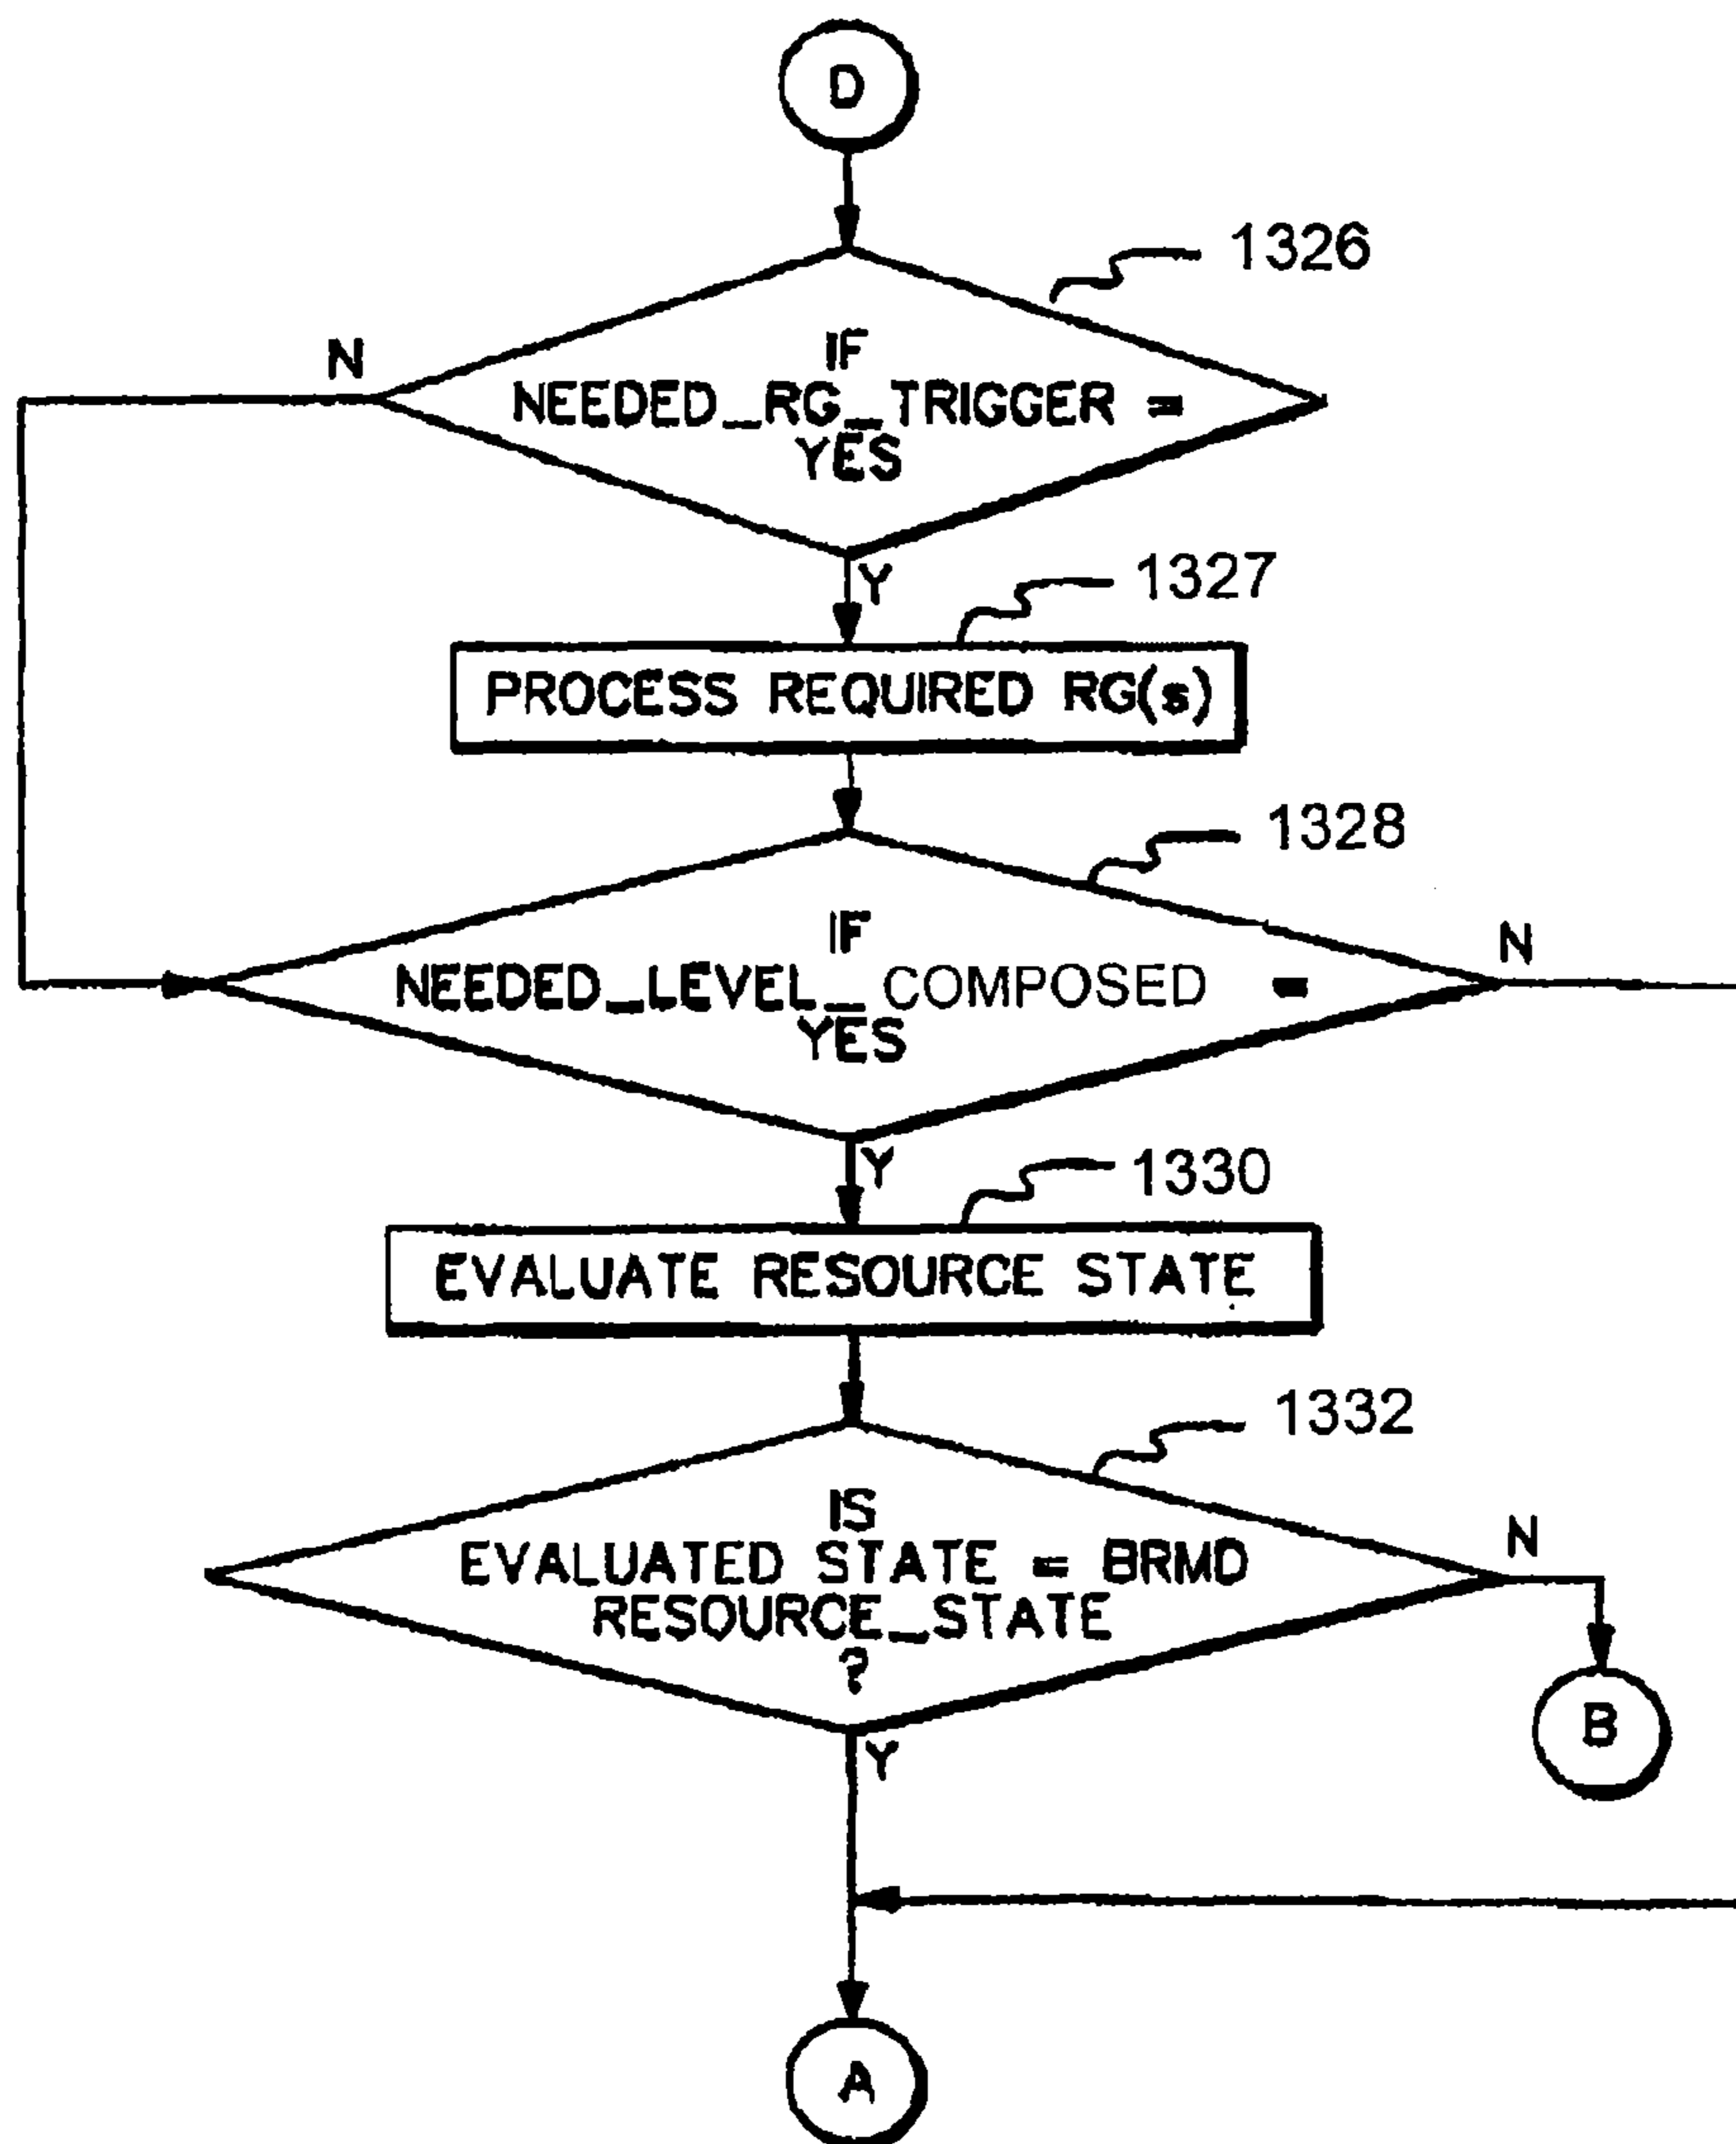 D
1326
N
IF
NEEDED_RG_TRIGGER =
YES
Y
1327
PROCESS REQUIRED RG(s)
1328
N
IF
NEEDED_LEVEL_COMPOSED =
YES
Y
1330
EVALUATE RESOURCE STATE
1332
N
IS
EVALUATED STATE = BRMD
RESOURCE_STATE
?
B
Y
A